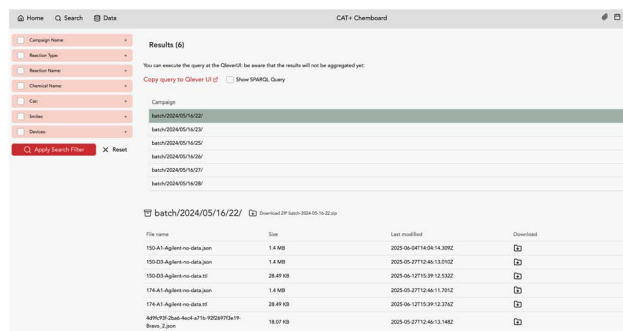 Home Search Data CAT+ Chemboard
Campaign Name:
Reaction Type:
Reaction Name:
Chemical Name:
Cas:
Smiles:
Devices:
Apply Search Filter Reset
Results (6)
You can execute the query at the QleverUI: be aware that the results will not be aggregated yet:
Copy query to Qlever UI Show SPARQL Query
Campaign
batch/2024/05/16/22/
batch/2024/05/16/23/
batch/2024/05/16/25/
batch/2024/05/16/26/
batch/2024/05/16/27/
batch/2024/05/16/28/
batch/2024/05/16/22/ Download ZIP batch-2024-05-16-22.zip
File name Size Last modified Download
150-A1-Agilent-no-data.json 1.4 MB 2025-06-04T14:04:14.309Z
150-D3-Agilent-no-data.json 1.4 MB 2025-05-27T12:46:13.010Z
150-D3-Agilent-no-data.ttl 28.49 KB 2025-06-12T15:39:12.532Z
174-A1-Agilent-no-data.json 1.4 MB 2025-05-27T12:46:11.701Z
174-A1-Agilent-no-data.ttl 28.49 KB 2025-06-12T15:39:12.376Z
4d9fc93f-2ba6-4ec4-a71b-92f2697f3e19-
Bravo_2.json 18.07 KB 2025-05-27T12:46:13.148Z